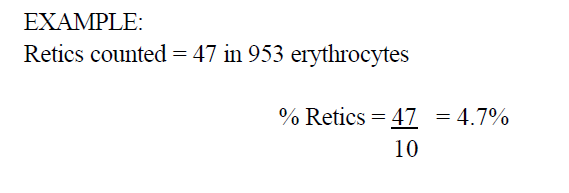 EXAMPLE:
Retics counted = 47 in 953 erythrocytes
% Retics = 47 = 4.7%
10